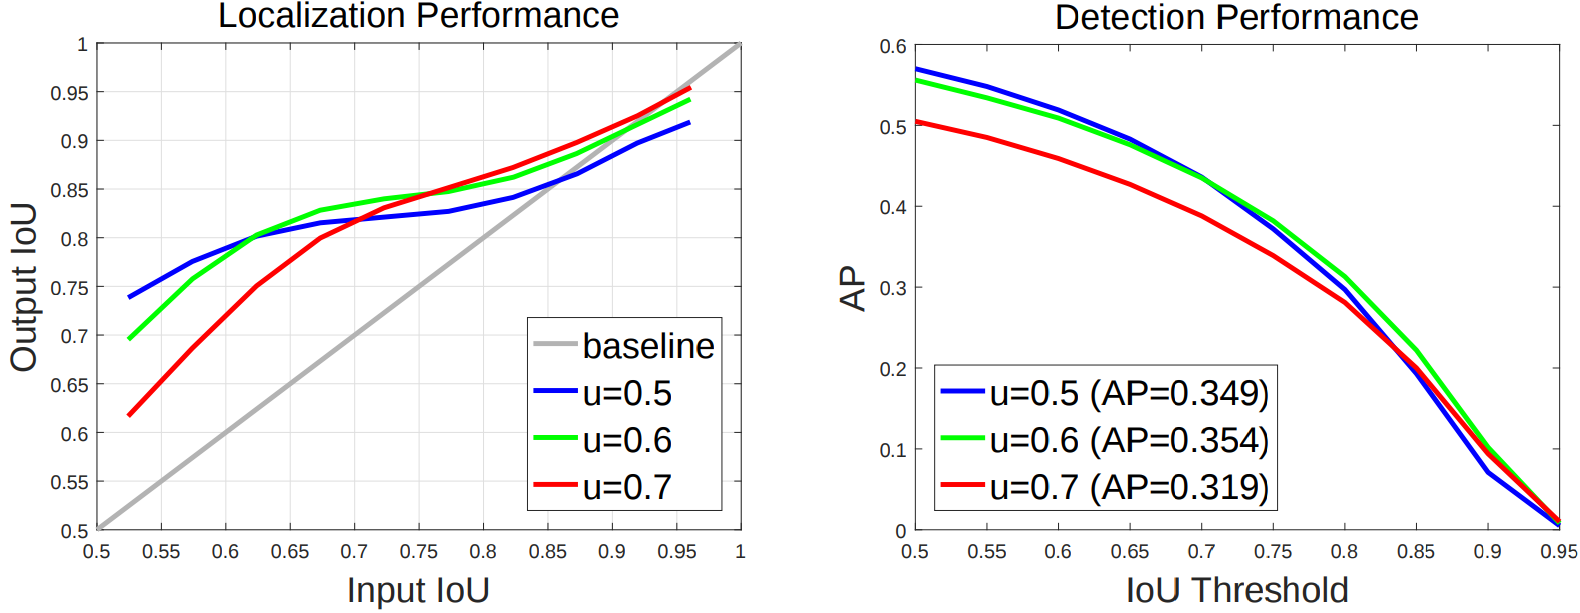 Localization Performance
1
0.95
0.9
0.85
0.8
0.75
0.7
0.65
0.6
0.55
0.5
Output IoU
baseline
u=0.5
u=0.6
u=0.7
0.5 0.55 0.6 0.65 0.7 0.75 0.8 0.85 0.9 0.95 1
Input IoU
Detection Performance
0.6
0.5
0.4
0.3
0.2
0.1
0
AP
u=0.5 (AP=0.349)
u=0.6 (AP=0.354)
u=0.7 (AP=0.319)
0.5 0.55 0.6 0.65 0.7 0.75 0.8 0.85 0.9 0.95
IoU Threshold